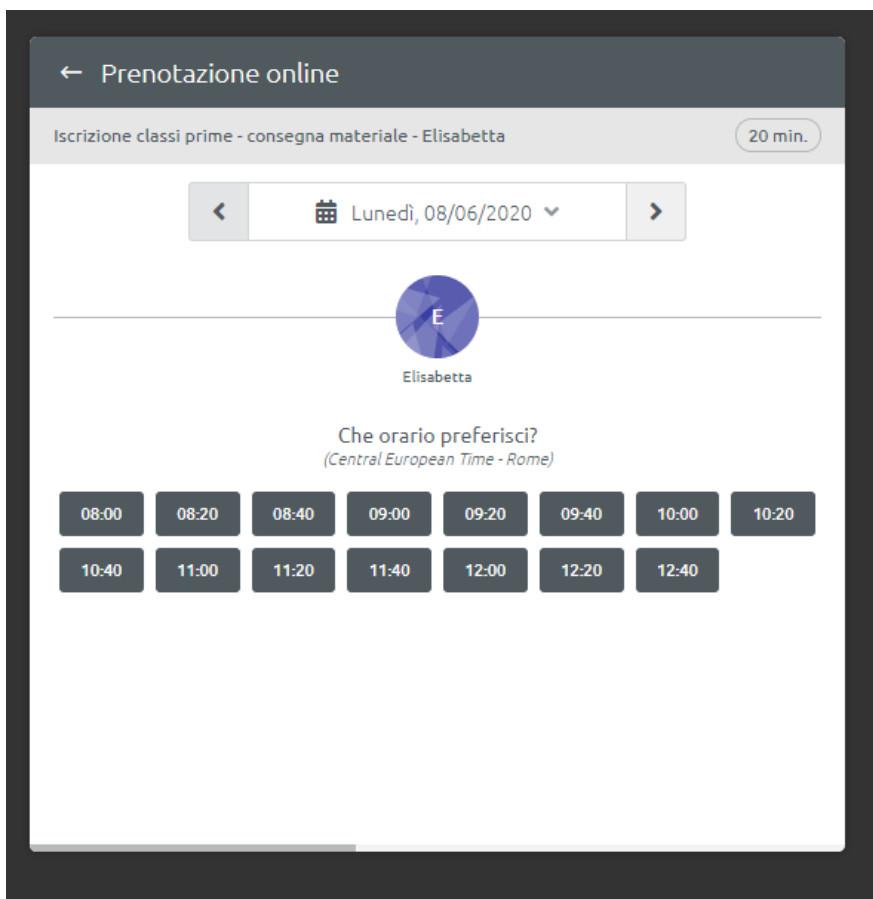 ← Prenotazione online
Iscrizione classi prime - consegna materiale - Elisabetta 20 min.
Lunedì, 08/06/2020
E
Elisabetta
Che orario preferisci?
(Central European Time - Rome)
08:00 08:20 08:40 09:00 09:20 09:40 10:00 10:20
10:40 11:00 11:20 11:40 12:00 12:20 12:40